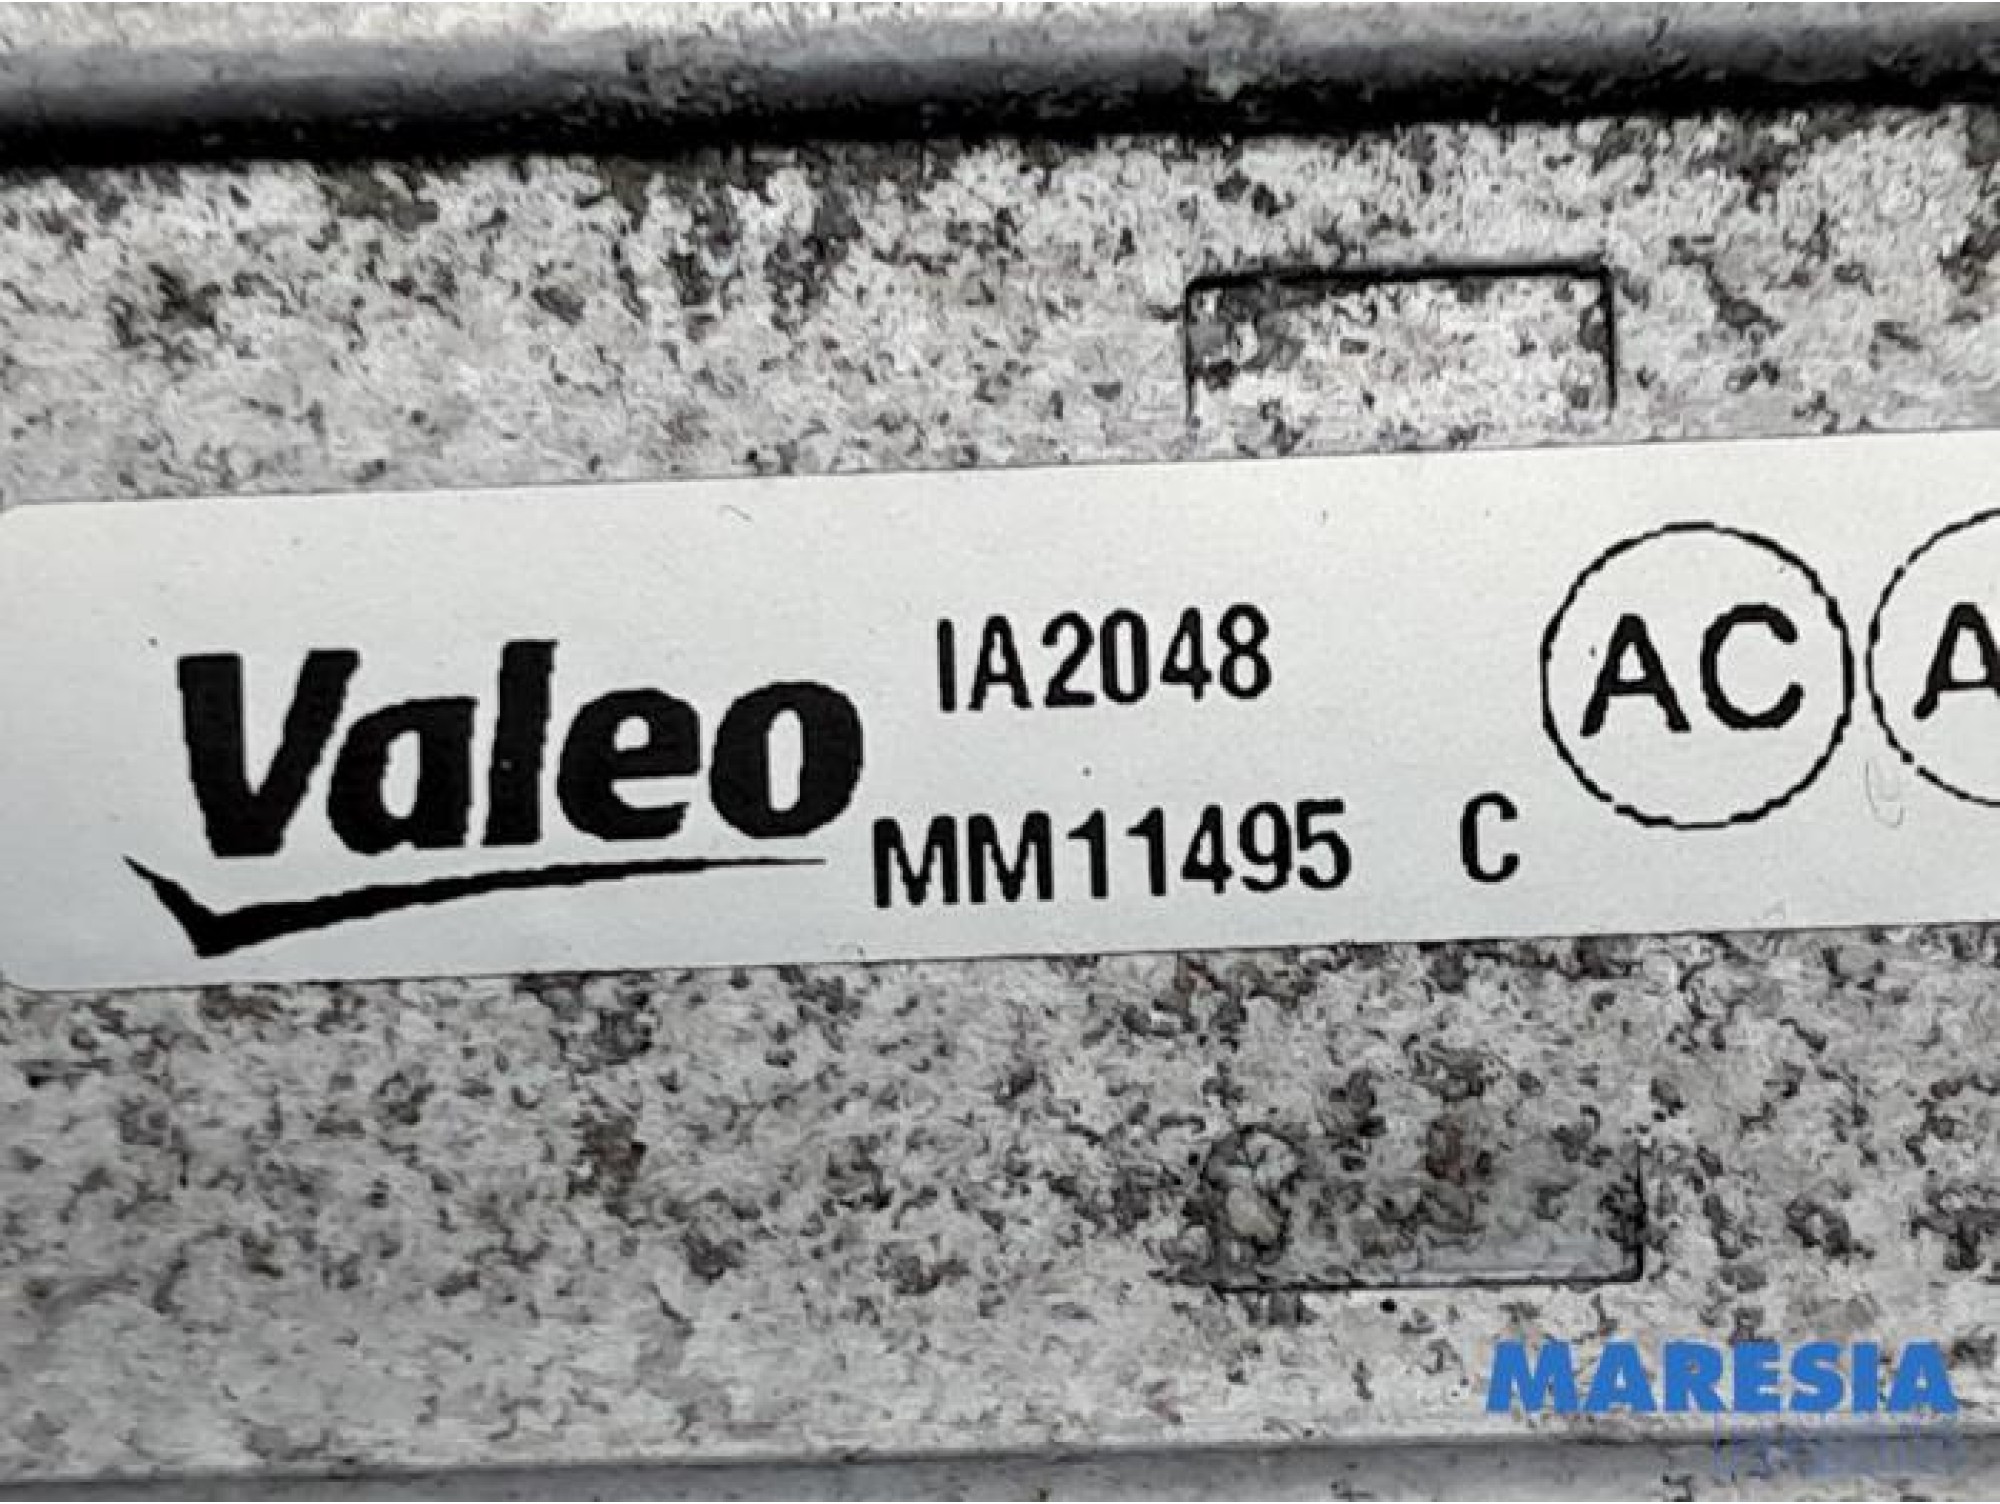 Valeo
IA2048
MM11495 C
AC
A
MARESIA